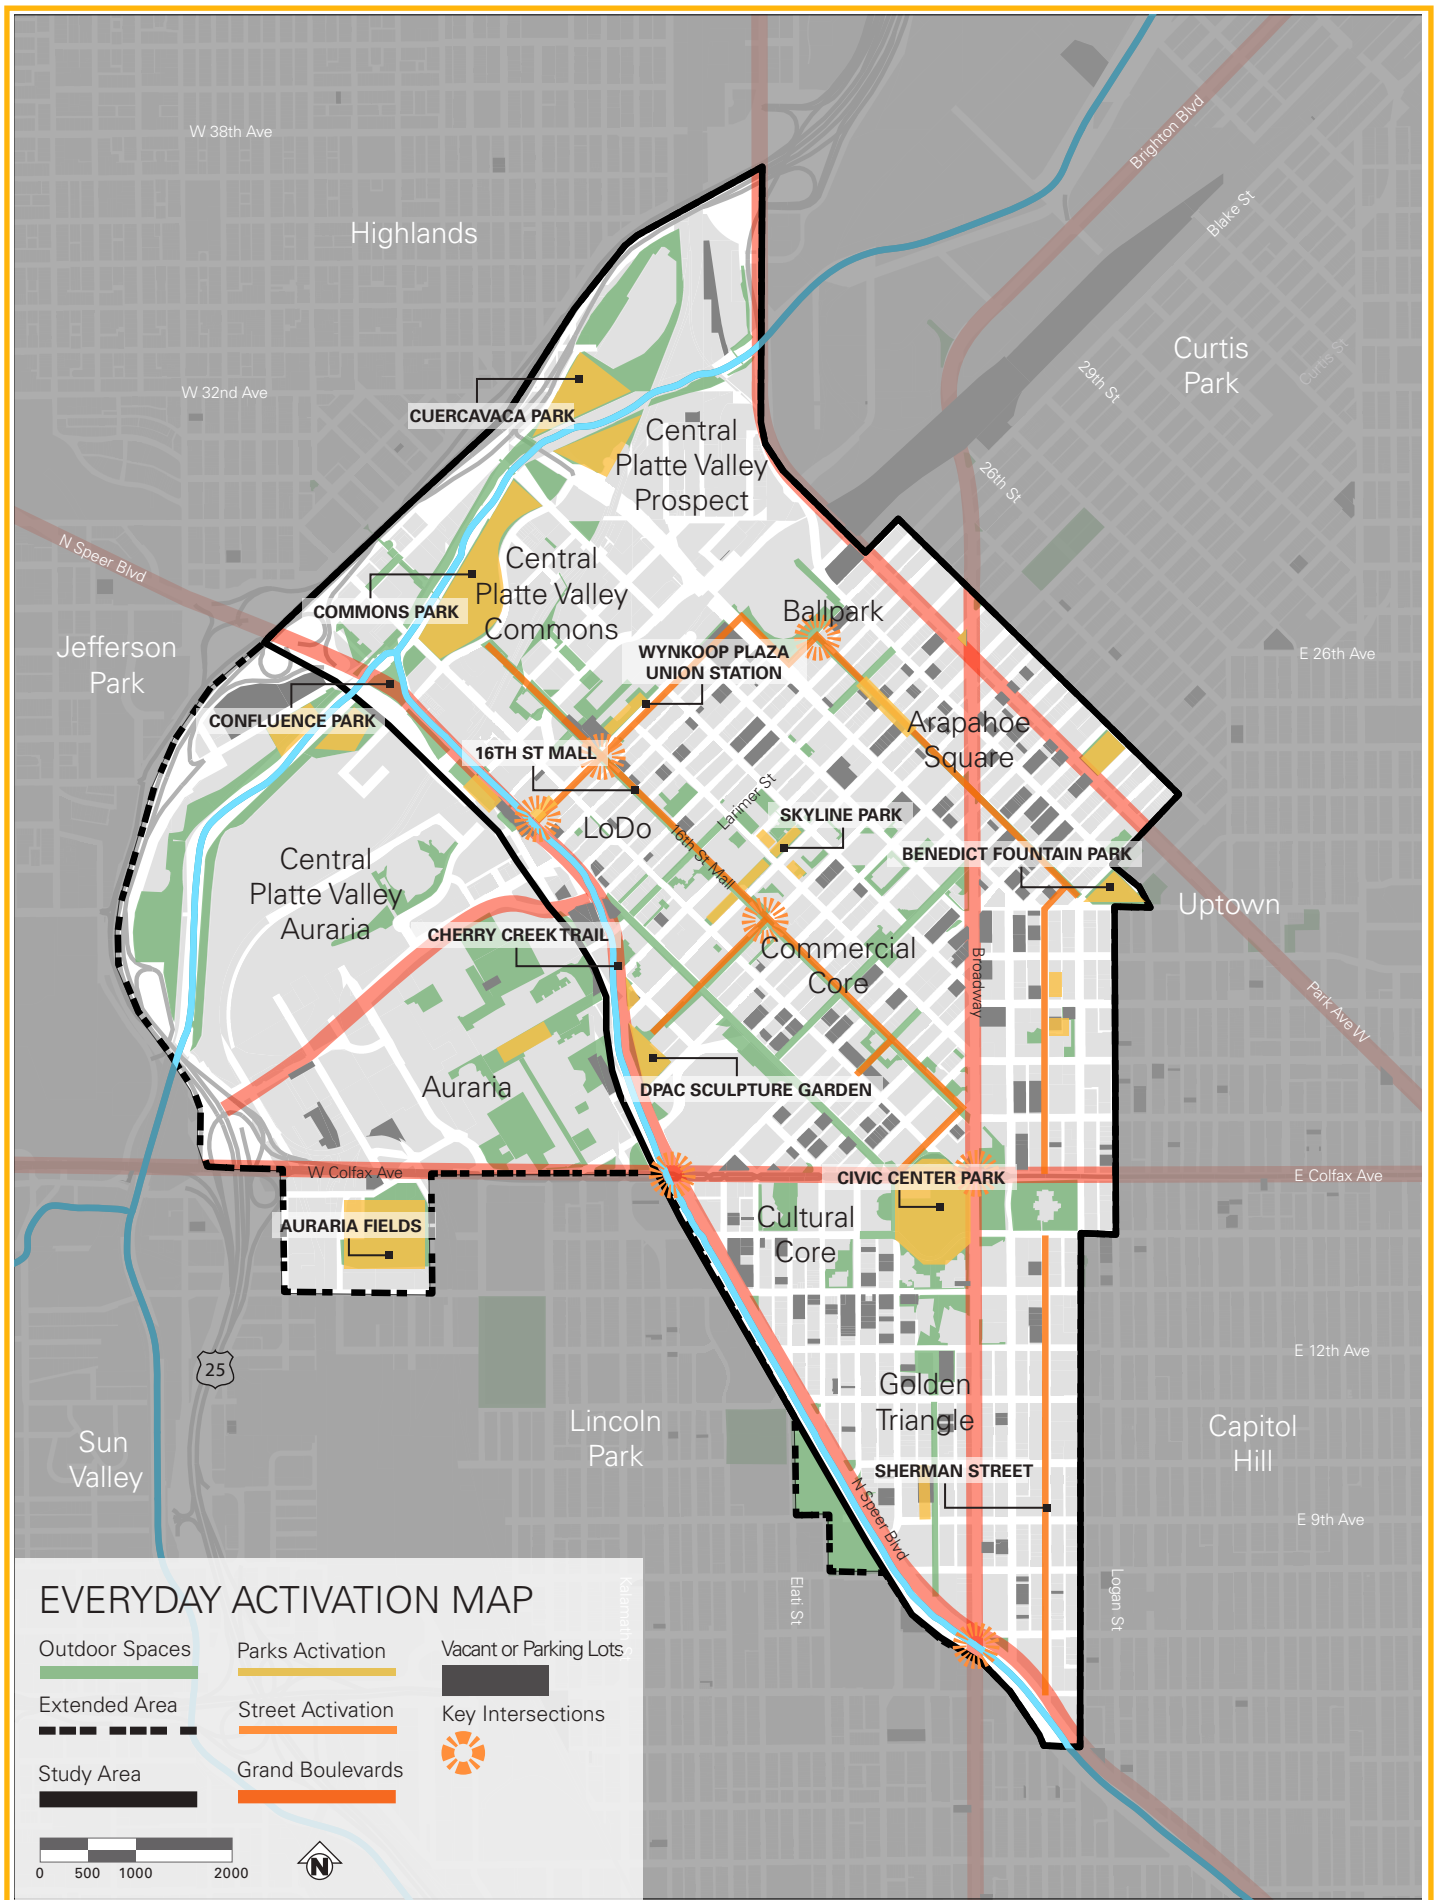 W 38th Ave
Brighton Blvd
Blake St
Highlands
Curtis
Park
Curtis St
29th St
W 32nd Ave
CUERCAVACA PARK
Central
Platte Valley
Prospect
26th St
N Speer Blvd
Central
Platte Valley
Commons
COMMONS PARK
Ballpark
Jefferson
Park
WYNKOOP PLAZA
UNION STATION
E 26th Ave
CONFLUENCE PARK
Arapahoe
Square
16TH ST MALL
Larimer St
SKYLINE PARK
LoDo
16th St Mall
BENEDICT FOUNTAIN PARK
Central
Platte Valley
Auraria
Uptown
CHERRY CREEK TRAIL
Commercial
Core
Broadway
Park Ave W
Auraria
DPAC SCULPTURE GARDEN
W Colfax Ave
CIVIC CENTER PARK
E Colfax Ave
AURARIA FIELDS
Cultural
Core
25
E 12th Ave
Golden
Triangle
Lincoln
Park
Capitol
Hill
Sun
Valley
SHERMAN STREET
N Speer Blvd
E 9th Ave
Kalamath St
Elati St
Logan St
EVERYDAY ACTIVATION MAP
Outdoor Spaces
Parks Activation
Vacant or Parking Lots
Extended Area
Street Activation
Key Intersections
Study Area
Grand Boulevards
0 500 1000 2000
N